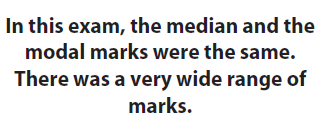 In this exam, the median and the
modal marks were the same.
There was a very wide range of
marks.